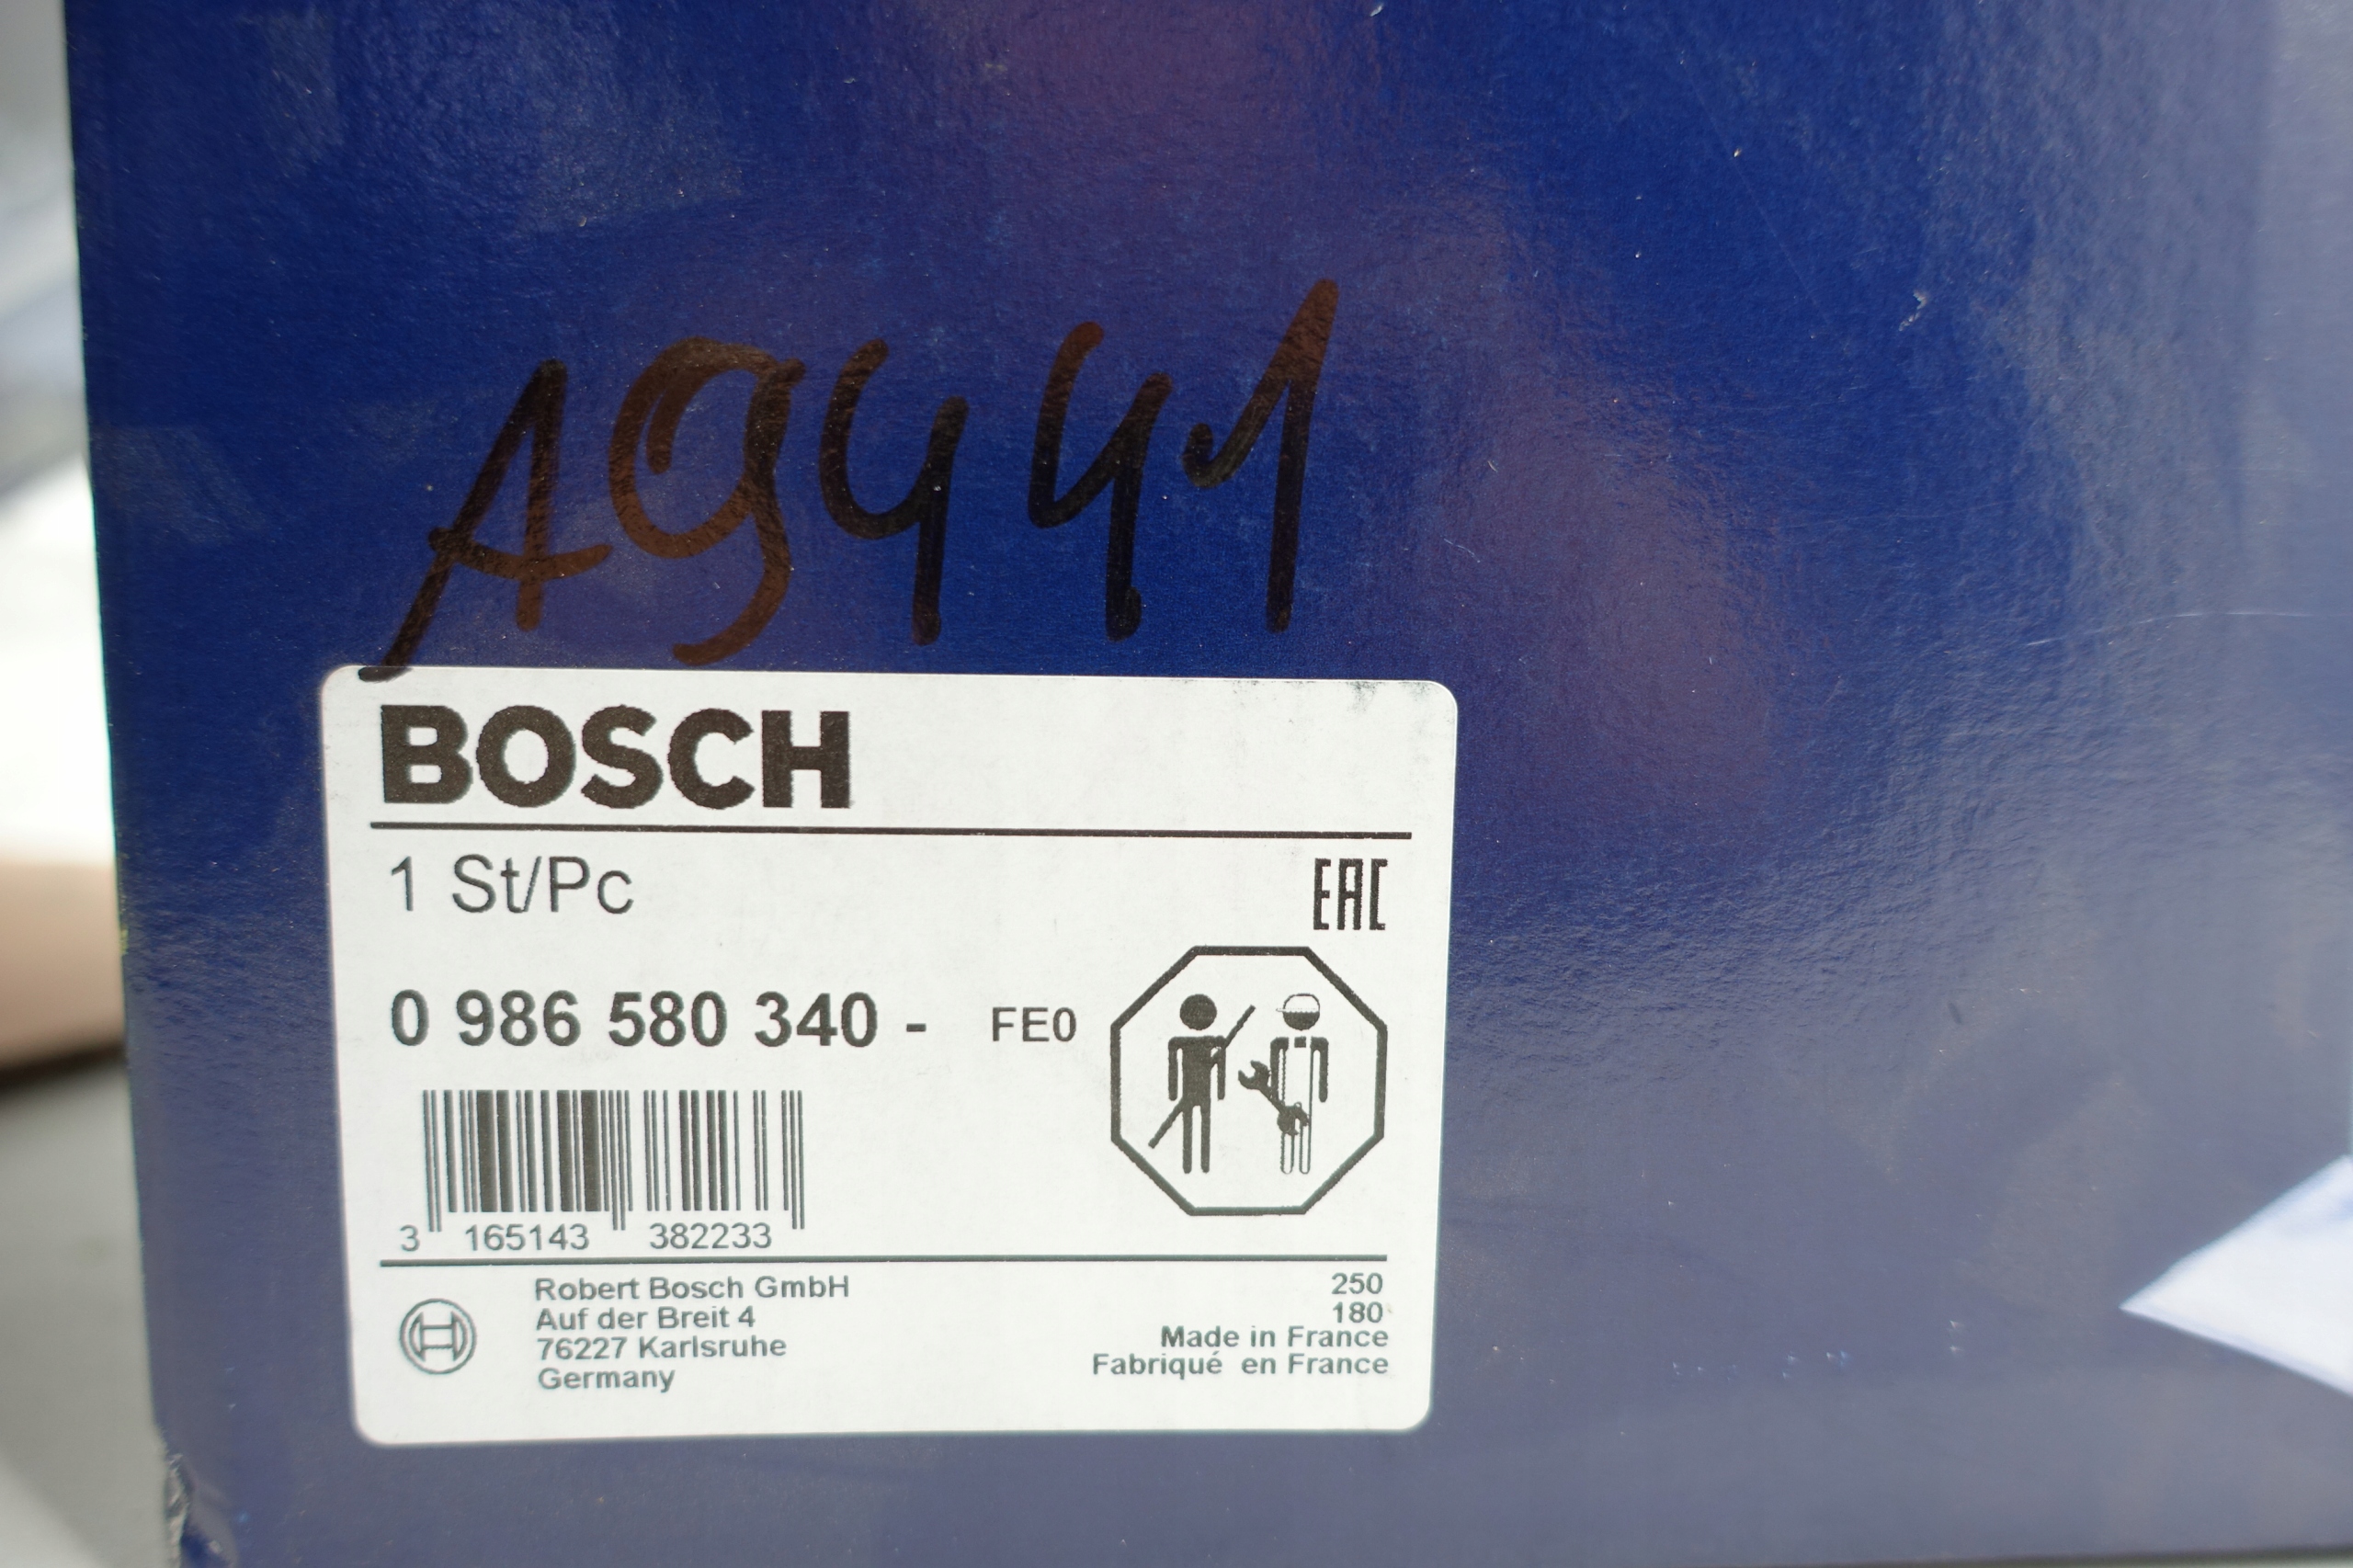 A9441
BOSCH
1 St/Pc
EAC
0 986 580 340 - FE0
3 165143 382233
Robert Bosch GmbH
Auf der Breit 4
76227 Karlsruhe
Germany
250
180
Made in France
Fabriqué en France